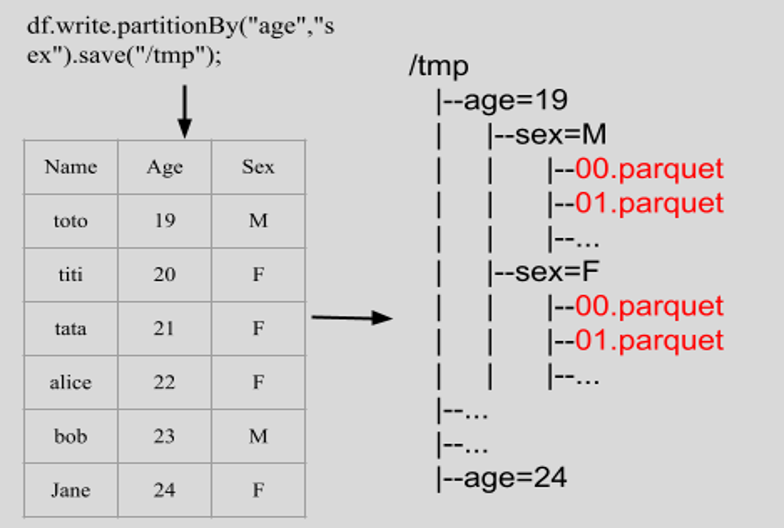 df.write.partitionBy("age","s
ex").save("/tmp");
Name Age Sex
toto 19 M
titi 20 F
tata 21 F
alice 22 F
bob 23 M
Jane 24 F
/tmp
|--age=19
| |--sex=M
| | |--00.parquet
| | |--01.parquet
| | |--...
| |--sex=F
| | |--00.parquet
| | |--01.parquet
| | |--...
|--...
|--...
|--age=24